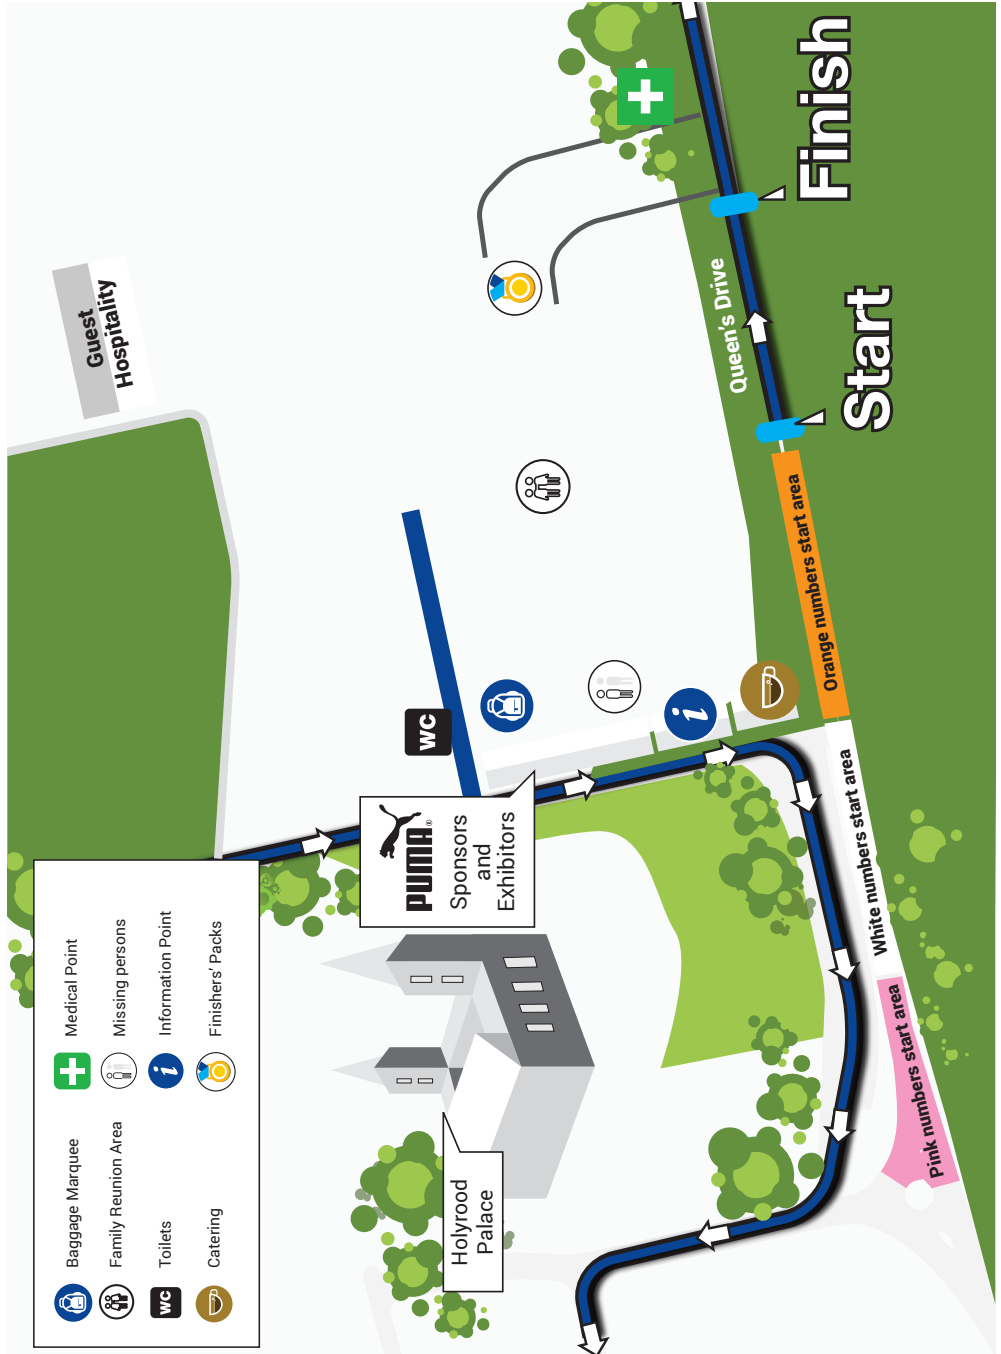 Baggage Marquee
Family Reunion Area
Toilets
WC
Catering
Medical Point
Missing persons
Information Point
i
Finishers' Packs
Holyrood
Palace
PUMA®
Sponsors
and
Exhibitors
WC
i
Guest
Hospitality
Queen's Drive
Pink numbers start area
White numbers start area
Orange numbers start area
Start
Finish